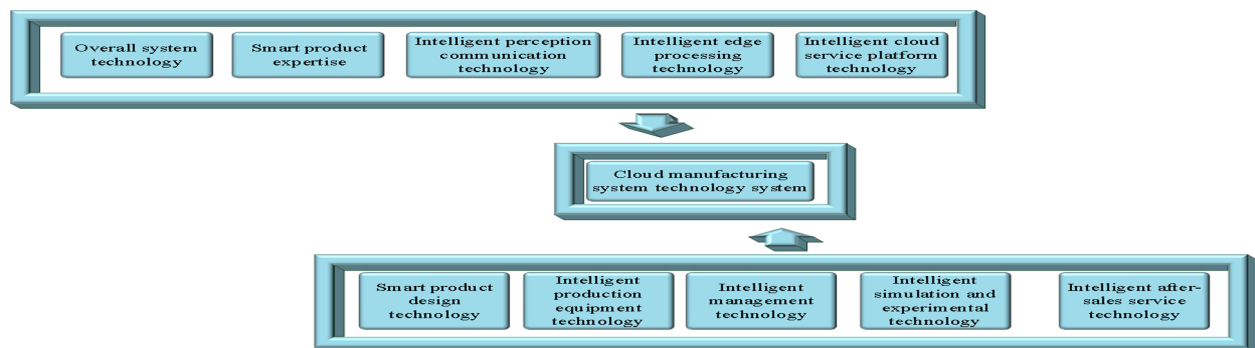 Overall system
technology
Smart product
expertise
Intelligent perception
communication
technology
Intelligent edge
processing
technology
Intelligent cloud
service platform
technology
Cloud manufacturing
system technology system
Smart product
design
technology
Intelligent
production
equipment
technology
Intelligent
management
technology
Intelligent
simulation and
experimental
technology
Intelligent after-
sales service
technology